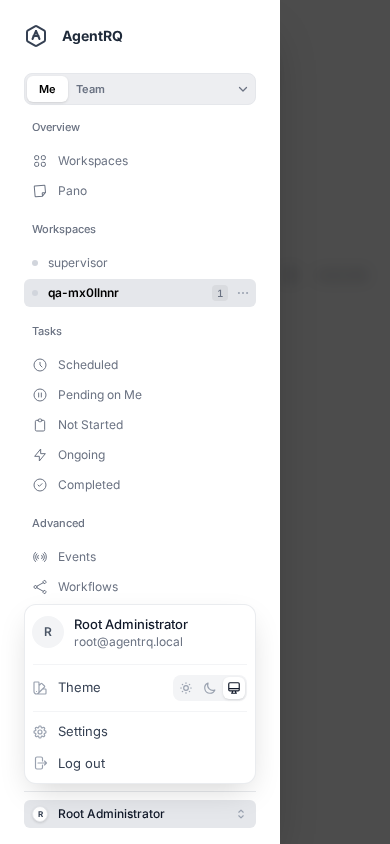 AgentRQ
Me Team
Overview
Workspaces
Pano
Workspaces
supervisor
qa-mx0llnnr 1
Tasks
Scheduled
Pending on Me
Not Started
Ongoing
Completed
Advanced
Events
Workflows
R Root Administrator
root@agentrq.local
Theme
Settings
Log out
R Root Administrator